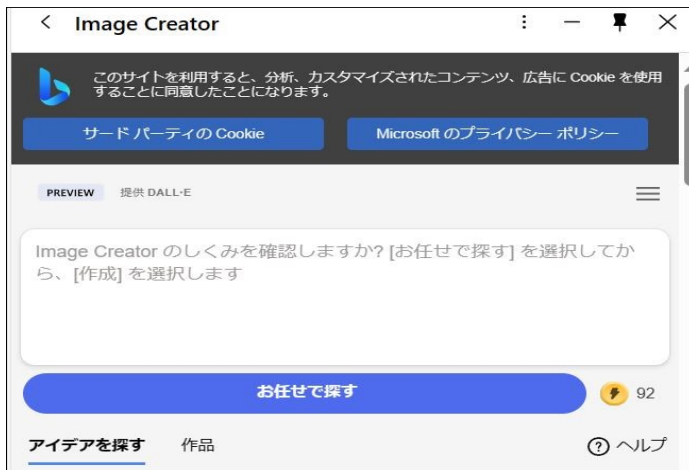 Image Creator
このサイトを利用すると、分析、カスタマイズされたコンテンツ、広告に Cookie を使用
することに同意したことになります。
サード パーティの Cookie
Microsoft のプライバシー ポリシー
PREVIEW 提供 DALL·E
Image Creator のしくみを確認しますか? [お任せで探す] を選択してか
ら、[作成] を選択します
お任せで探す
92
アイデアを探す 作品
ヘルプ